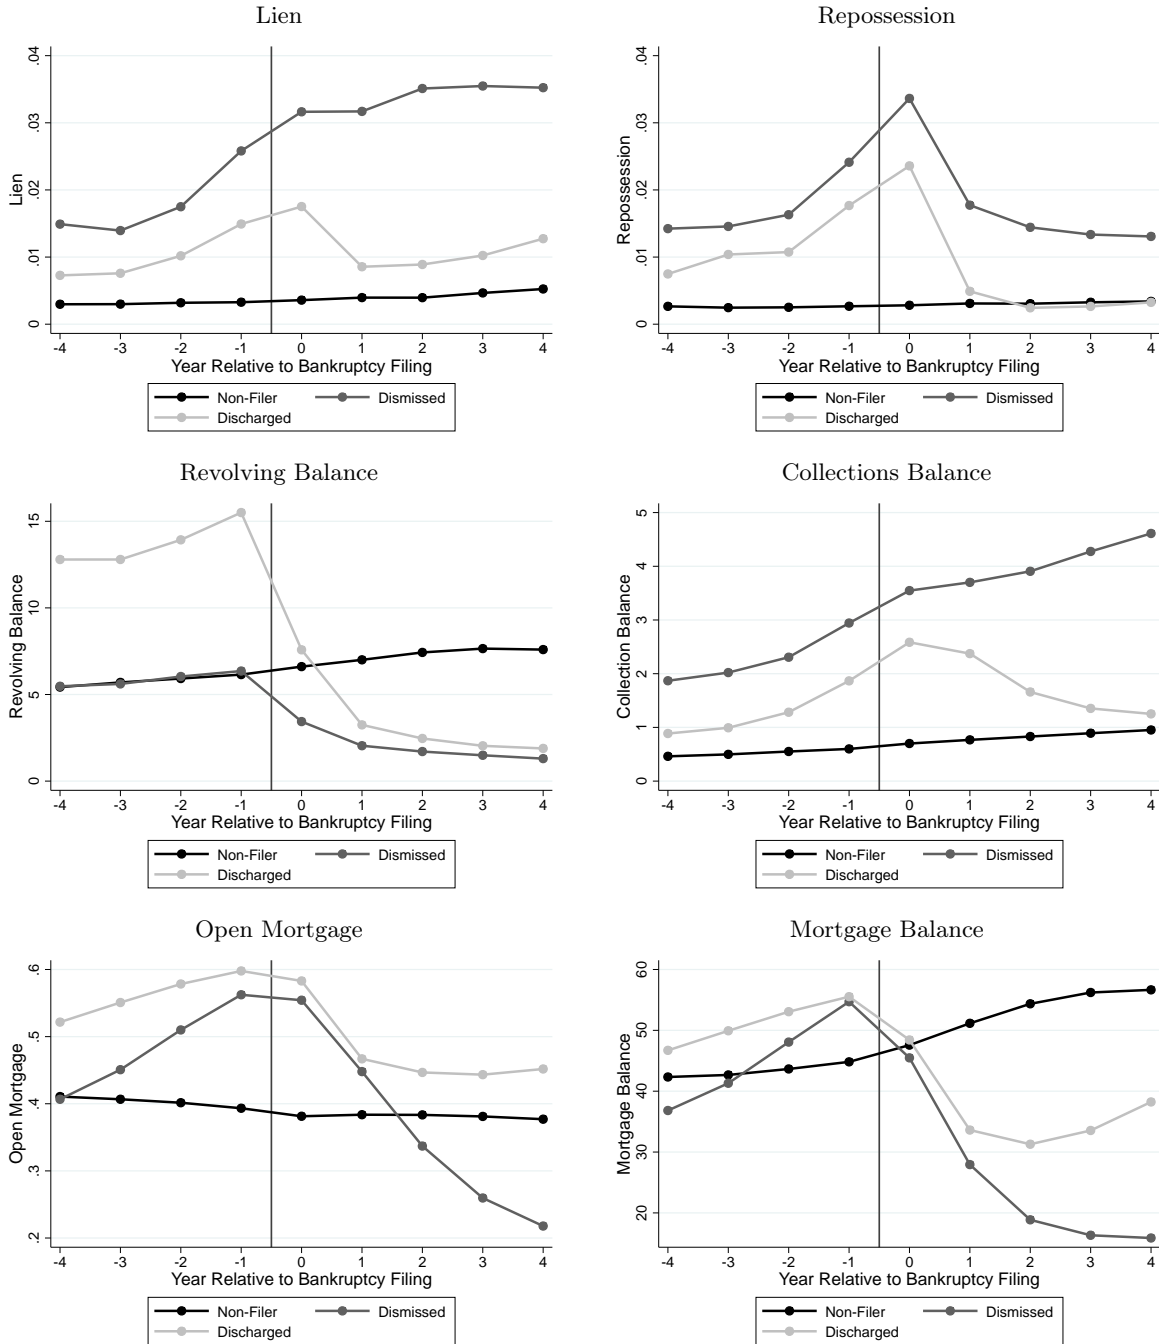 Lien
Repossession
Lien
0 .01 .02 .03 .04
-4 -3 -2 -1 0 1 2 3 4
Year Relative to Bankruptcy Filing
Non-Filer Dismissed
Discharged
Repossession
0 .01 .02 .03 .04
-4 -3 -2 -1 0 1 2 3 4
Year Relative to Bankruptcy Filing
Non-Filer Dismissed
Discharged
Revolving Balance
Collections Balance
Revolving Balance
0 5 10 15
-4 -3 -2 -1 0 1 2 3 4
Year Relative to Bankruptcy Filing
Non-Filer Dismissed
Discharged
Collection Balance
0 1 2 3 4 5
-4 -3 -2 -1 0 1 2 3 4
Year Relative to Bankruptcy Filing
Non-Filer Dismissed
Discharged
Open Mortgage
Mortgage Balance
Open Mortgage
.2 .3 .4 .5 .6
-4 -3 -2 -1 0 1 2 3 4
Year Relative to Bankruptcy Filing
Non-Filer Dismissed
Discharged
Mortgage Balance
20 30 40 50 60
-4 -3 -2 -1 0 1 2 3 4
Year Relative to Bankruptcy Filing
Non-Filer Dismissed
Discharged